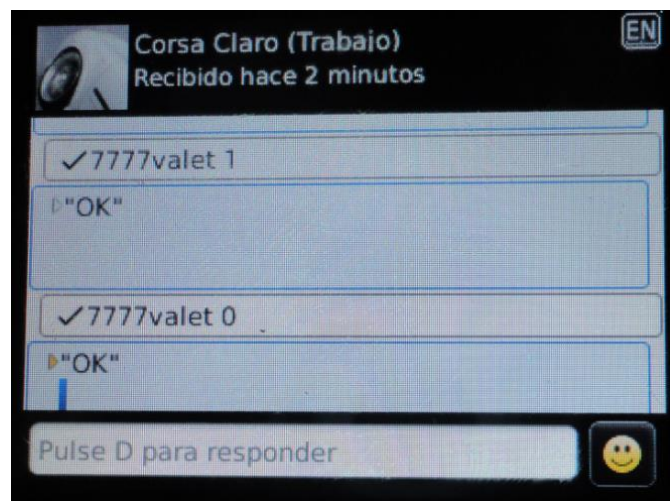 Corsa Claro (Trabajo)
EN
Recibido hace 2 minutos
✓7777valet 1
"OK"
✓7777valet 0
"OK"
Pulse D para responder